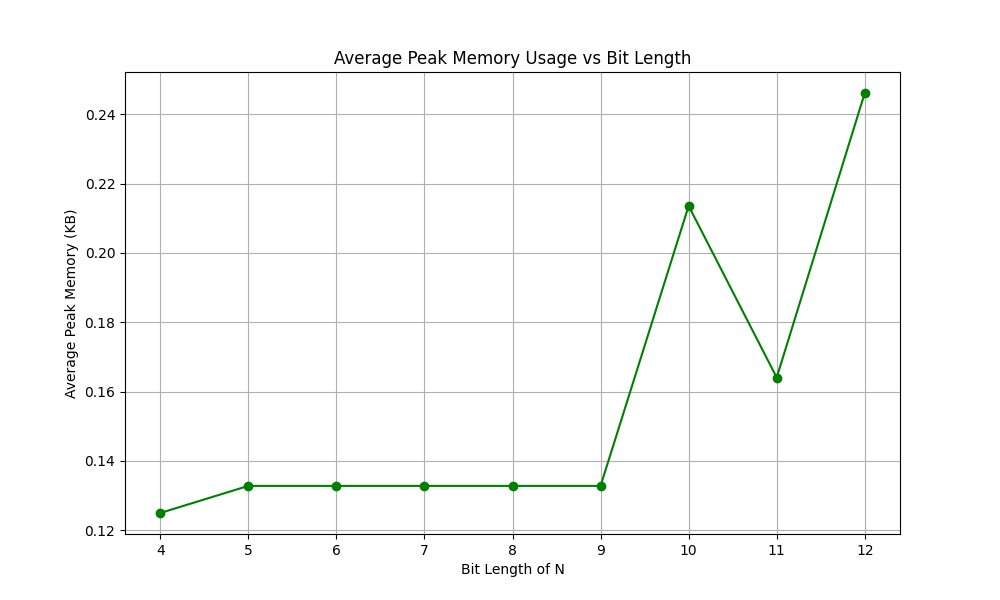 Average Peak Memory Usage vs Bit Length
Average Peak Memory (KB)
0.24
0.22
0.20
0.18
0.16
0.14
0.12
4 5 6 7 8 9 10 11 12
Bit Length of N